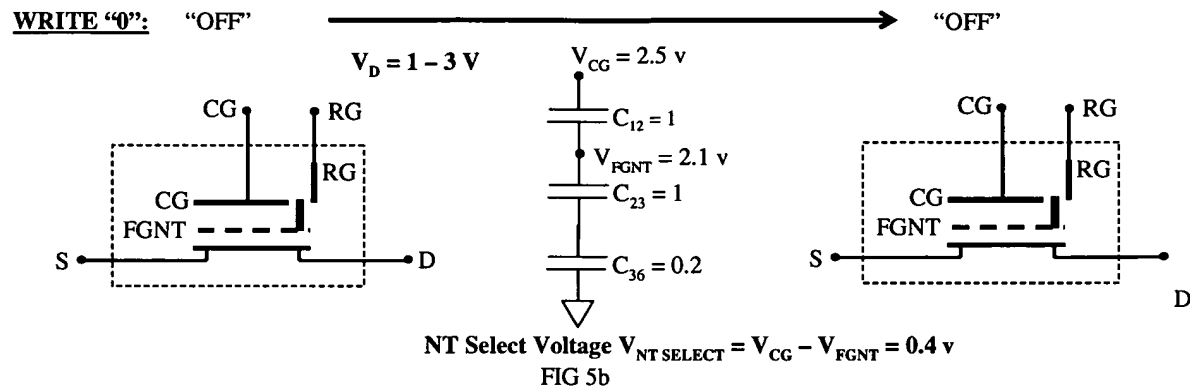 WRITE “0”: “OFF” “OFF”
V_D = 1 – 3 V
V_CG = 2.5 v
C_12 = 1
V_FGNT = 2.1 v
C_23 = 1
C_36 = 0.2
CG
RG
RG
CG
FGNT
S
D
CG
RG
RG
CG
FGNT
S
D
NT Select Voltage V_NT SELECT = V_CG – V_FGNT = 0.4 v
FIG 5b